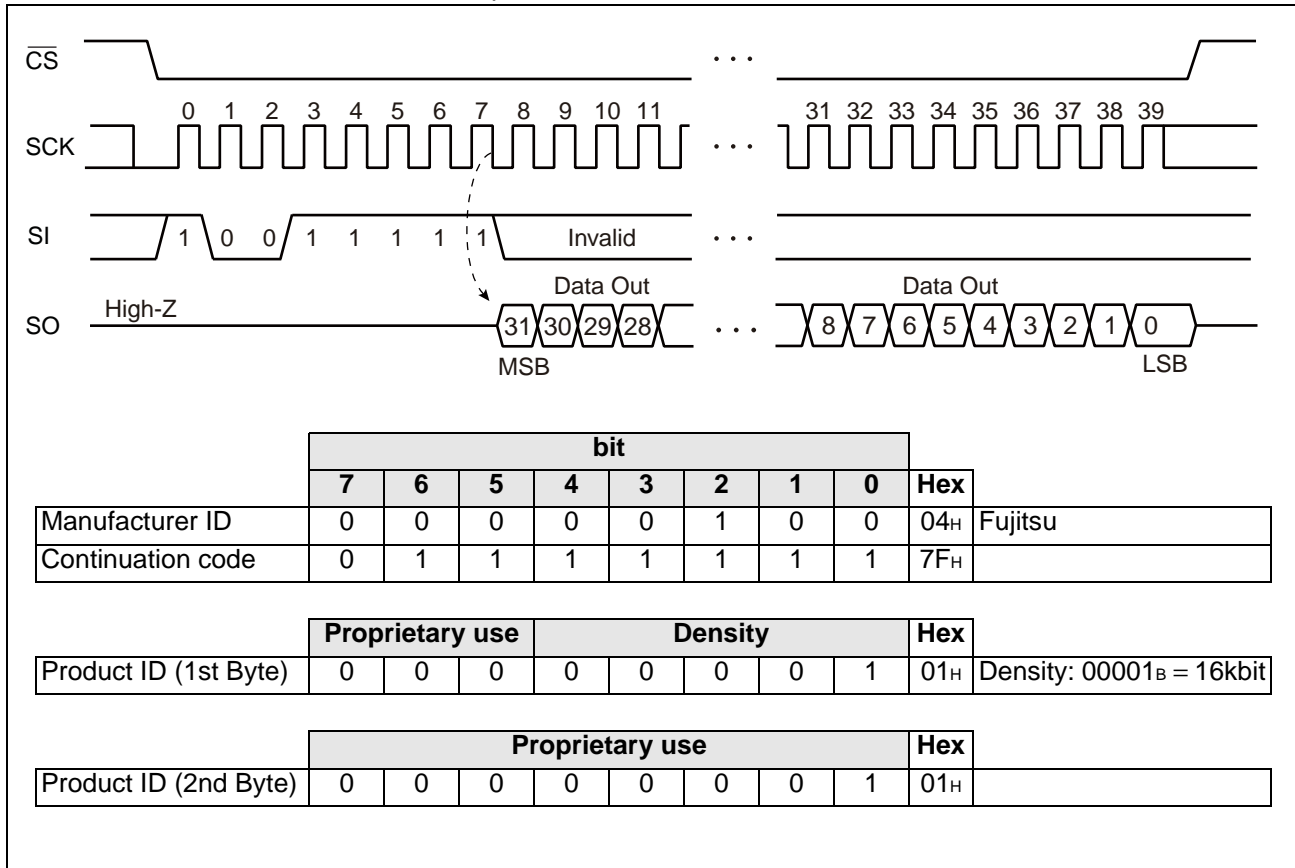 CS
· · ·
0 1 2 3 4 5 6 7 8 9 10 11 31 32 33 34 35 36 37 38 39
SCK · · ·
SI 1 0 0 1 1 1 1 1 Invalid · · ·
Data Out Data Out
High-Z
SO 31 30 29 28 · · · 8 7 6 5 4 3 2 1 0
MSB LSB
bit
7 6 5 4 3 2 1 0 Hex
Manufacturer ID 0 0 0 0 0 1 0 0 04H Fujitsu
Continuation code 0 1 1 1 1 1 1 1 7FH
Proprietary use Density Hex
Product ID (1st Byte) 0 0 0 0 0 0 0 1 01H Density: 00001B = 16kbit
Proprietary use Hex
Product ID (2nd Byte) 0 0 0 0 0 0 0 1 01H